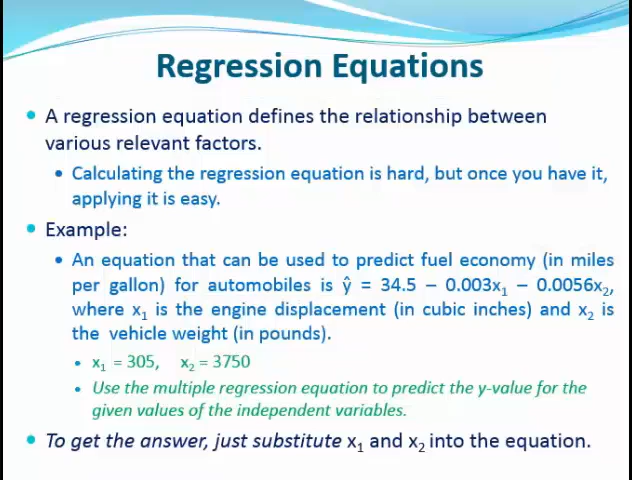 Regression Equations
• A regression equation defines the relationship between
various relevant factors.
• Calculating the regression equation is hard, but once you have it,
applying it is easy.
• Example:
• An equation that can be used to predict fuel economy (in miles
per gallon) for automobiles is ŷ = 34.5 – 0.003x₁ – 0.0056x₂,
where x₁ is the engine displacement (in cubic inches) and x₂ is
the vehicle weight (in pounds).
• x₁ = 305, x₂ = 3750
• Use the multiple regression equation to predict the y-value for the
given values of the independent variables.
• To get the answer, just substitute x₁ and x₂ into the equation.